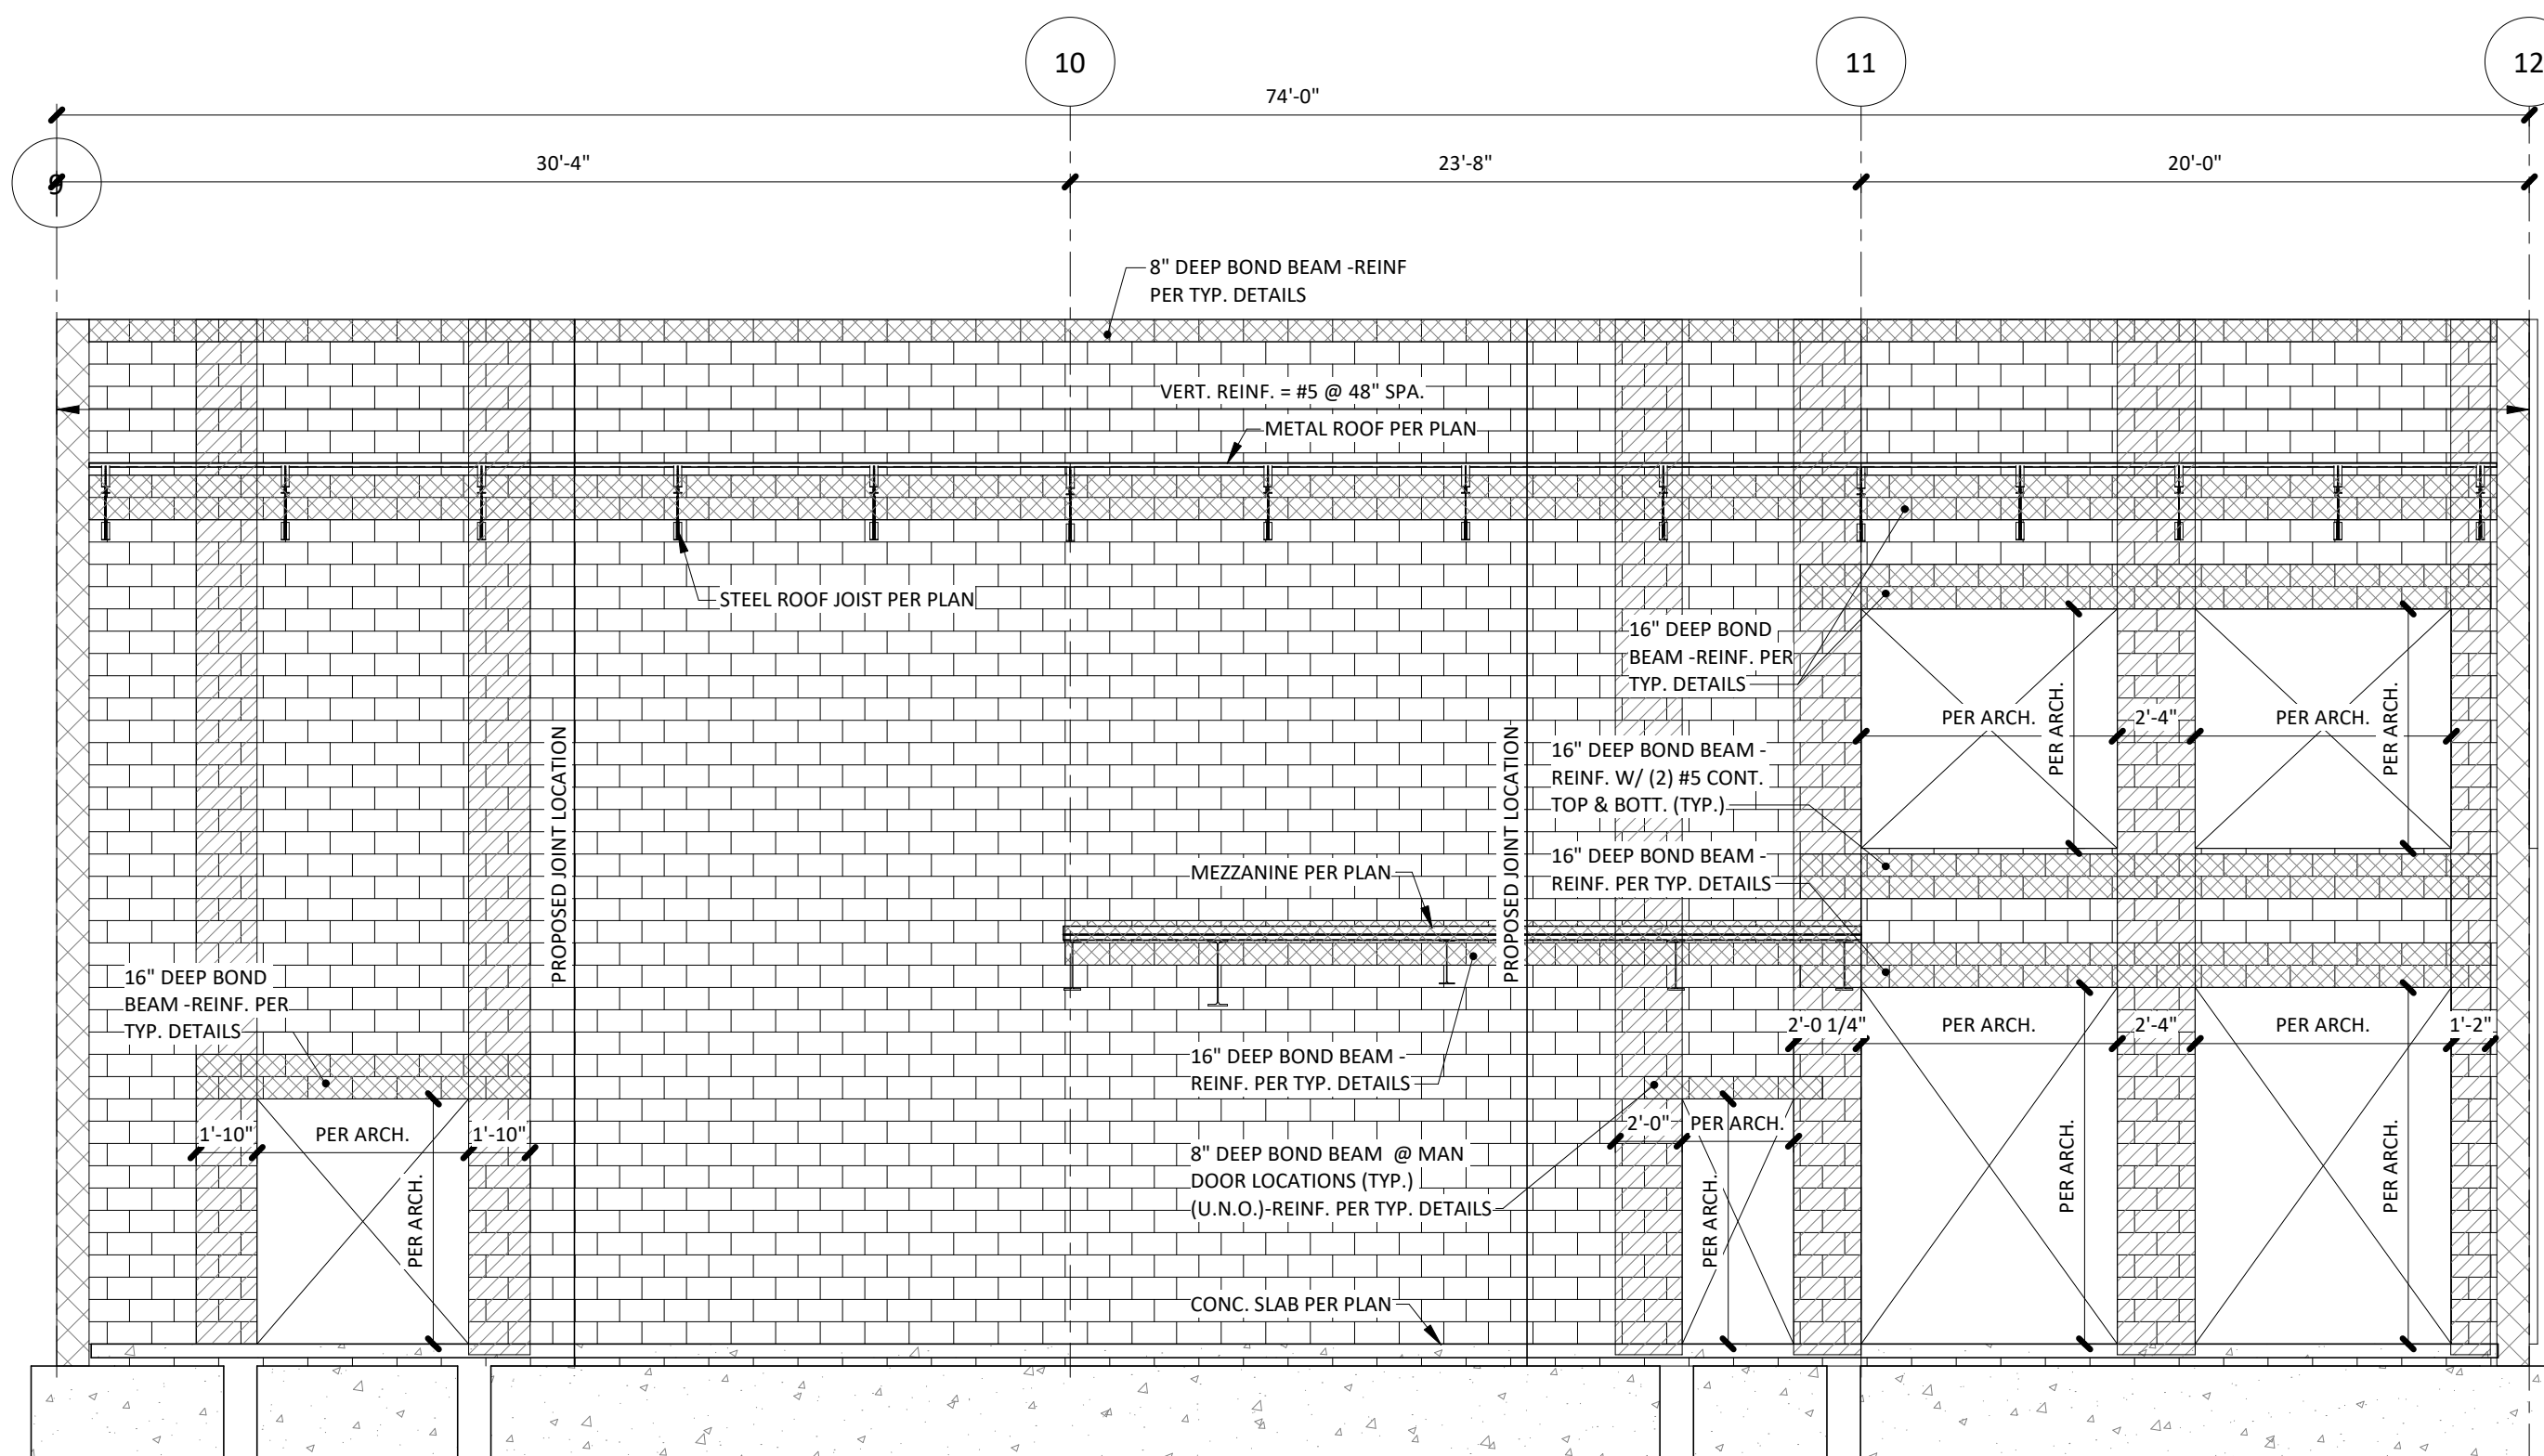 10
11
12
74'-0"
30'-4"
23'-8"
20'-0"
9
8" DEEP BOND BEAM -REINF
PER TYP. DETAILS
VERT. REINF. = #5 @ 48" SPA.
METAL ROOF PER PLAN
STEEL ROOF JOIST PER PLAN
16" DEEP BOND
BEAM -REINF. PER
TYP. DETAILS
PER ARCH.
PER ARCH.
2'-4"
PER ARCH.
PER ARCH.
PROPOSED JOINT LOCATION
PROPOSED JOINT LOCATION
16" DEEP BOND BEAM -
REINF. W/ (2) #5 CONT.
TOP & BOTT. (TYP.)
16" DEEP BOND BEAM -
REINF. PER TYP. DETAILS
MEZZANINE PER PLAN
16" DEEP BOND
BEAM -REINF. PER
TYP. DETAILS
2'-0 1/4"
PER ARCH.
2'-4"
PER ARCH.
1'-2"
16" DEEP BOND BEAM -
REINF. PER TYP. DETAILS
1'-10"
PER ARCH.
1'-10"
2'-0"
PER ARCH.
8" DEEP BOND BEAM @ MAN
DOOR LOCATIONS (TYP.)
(U.N.O.)-REINF. PER TYP. DETAILS
PER ARCH.
PER ARCH.
PER ARCH.
PER ARCH.
CONC. SLAB PER PLAN